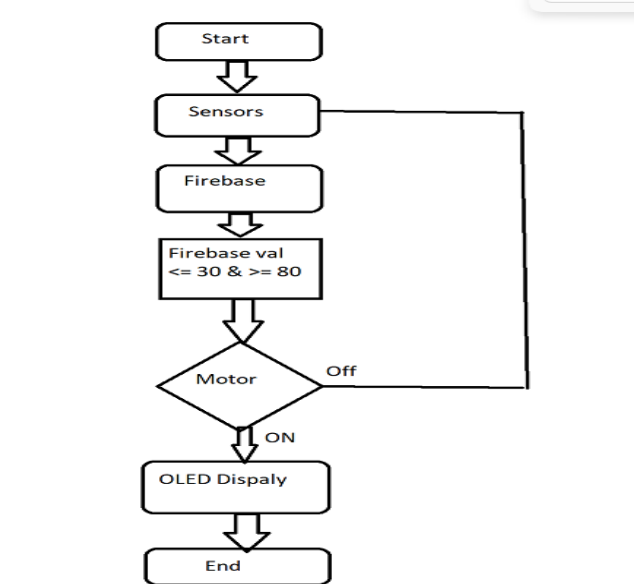 Start
Sensors
Firebase
Firebase val
<= 30 & >= 80
Motor
Off
ON
OLED Dispaly
End